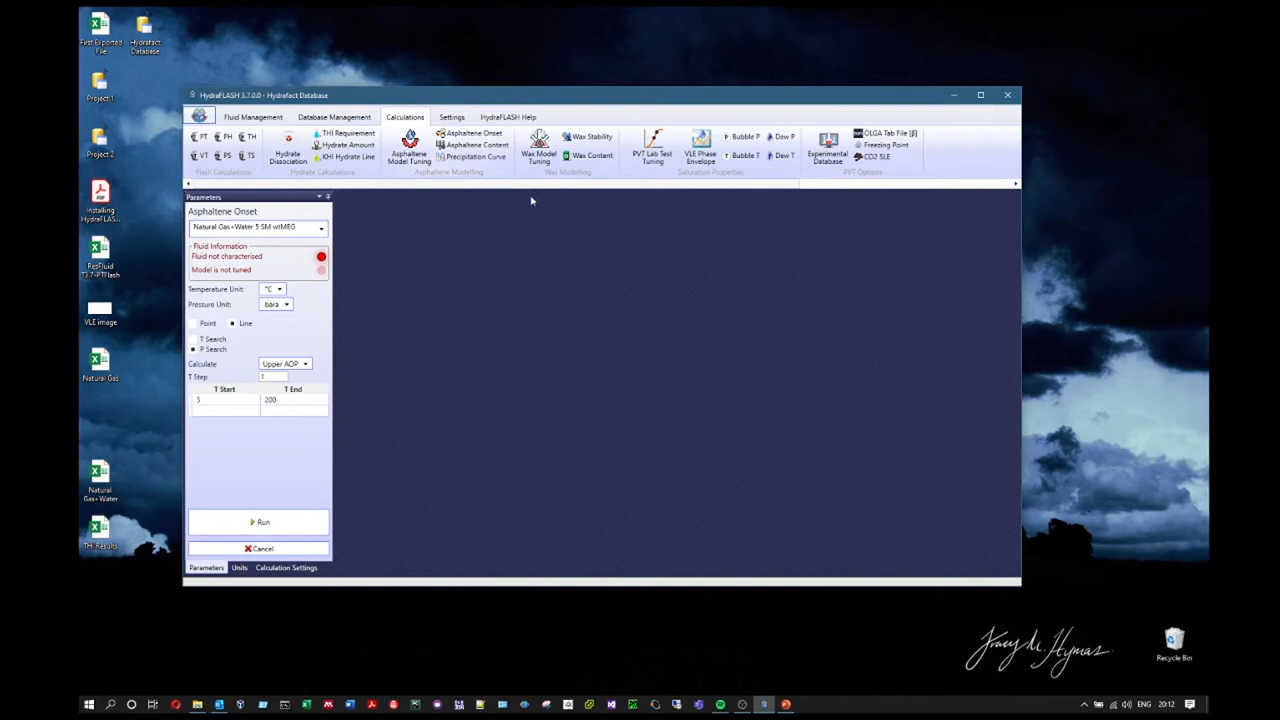 First Exported
File
Hydrafact
Database
Project 1
Project 2
Installing
HydraFLAS...
ResFluid
T3.7-PTFlash
VLE image
Natural Gas
Natural
Gas+Water
THI Results
HydraFLASH 3.7.0.0 - Hydrafact Database
Fluid Management
Database Management
Calculations
Settings
HydraFLASH Help
PT
PH
TH
VT
PS
TS
Flash Calculations
Hydrate
Dissociation
THI Requirement
Hydrate Amount
KHI Hydrate Line
Hydrate Calculations
Asphaltene
Model Tuning
Asphaltene Onset
Asphaltene Content
Precipitation Curve
Asphaltene Modelling
Wax Model
Tuning
Wax Stability
Wax Content
Wax Modelling
PVT Lab Test
Tuning
VLE Phase
Envelope
Bubble P
Dew P
Bubble T
Dew T
Saturation Properties
Experimental
Database
OLGA Tab File [β]
Freezing Point
CO2 SLE
PVT Options
Parameters
Asphaltene Onset
Natural Gas+Water 5 SM wtMEG
Fluid Information
Fluid not characterised
Model is not tuned
Temperature Unit: °C
Pressure Unit: bara
Point Line
T Search
P Search
Calculate Upper AOP
T Step 1
T Start T End
5 200
Run
Cancel
Parameters Units Calculation Settings
Tracy M. Hymas
Recycle Bin
ENG 20:12